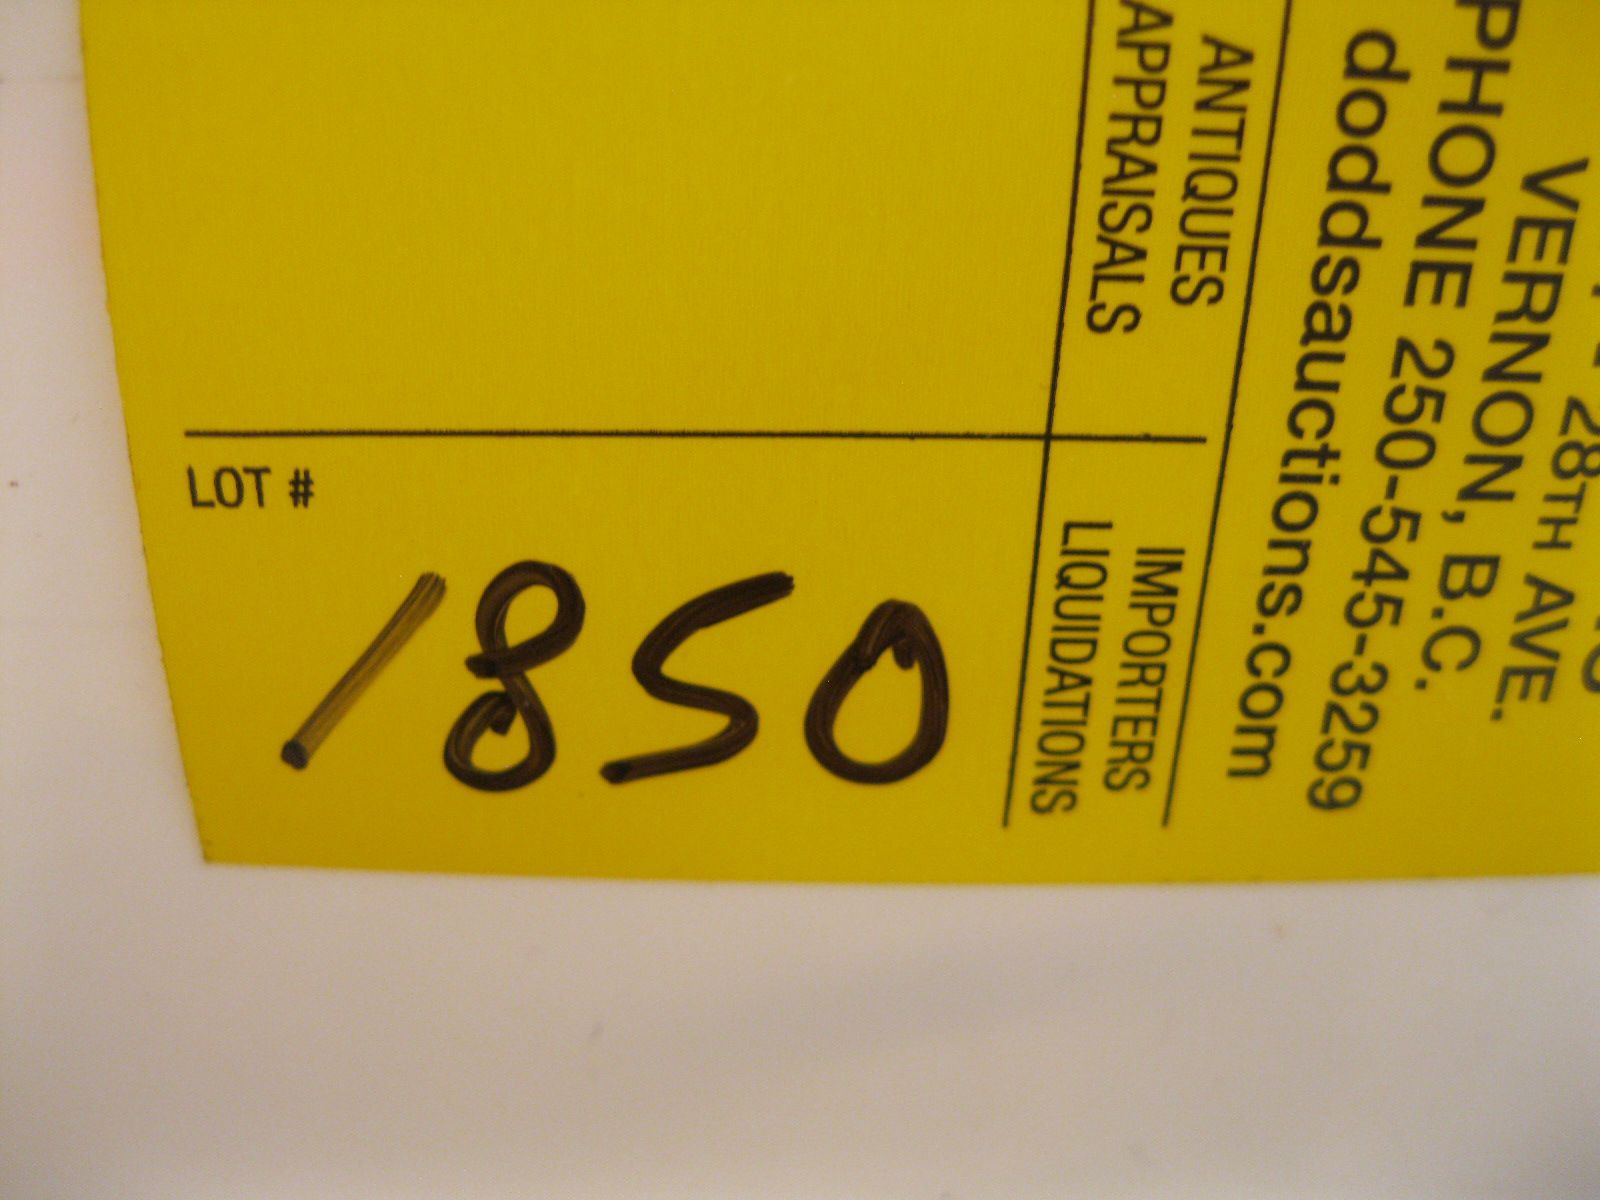 28TH AVE.
VERNON, B.C.
PHONE 250-545-3259
doddsauctions.com
ANTIQUES
APPRAISALS
IMPORTERS
LIQUIDATIONS
LOT #
1850